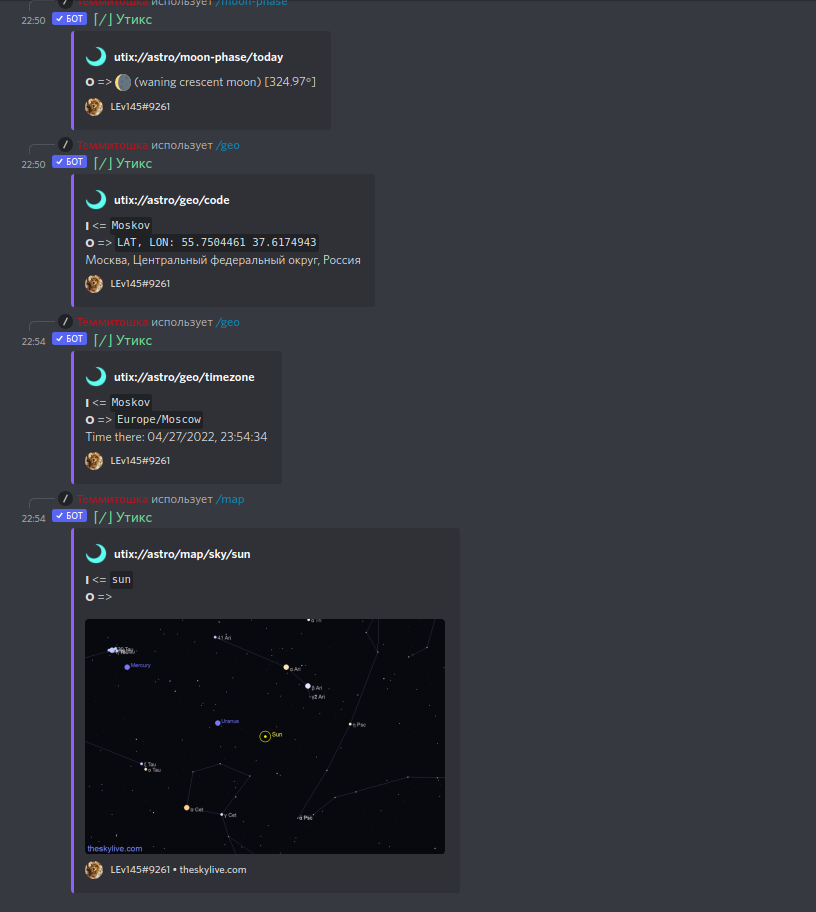 Теммитошка использует /moon-phase
22:50 ✓ БОТ [/] Утикс
utix://astro/moon-phase/today
O => (waning crescent moon) [324.97°]
LEv145#9261
Теммитошка использует /geo
22:50 ✓ БОТ [/] Утикс
utix://astro/geo/code
I <= Moskov
O => LAT, LON: 55.7504461 37.6174943
Москва, Центральный федеральный округ, Россия
LEv145#9261
Теммитошка использует /geo
22:54 ✓ БОТ [/] Утикс
utix://astro/geo/timezone
I <= Moskov
O => Europe/Moscow
Time there: 04/27/2022, 23:54:34
LEv145#9261
Теммитошка использует /map
22:54 ✓ БОТ [/] Утикс
utix://astro/map/sky/sun
I <= sun
O =>
41 Ari
Mercury
α Ari
β Ari
γ2 Ari
Uranus
η Psc
Sun
ξ Tau
ο Tau
α Cet
γ Cet
α Psc
theskylive.com
LEv145#9261 • theskylive.com